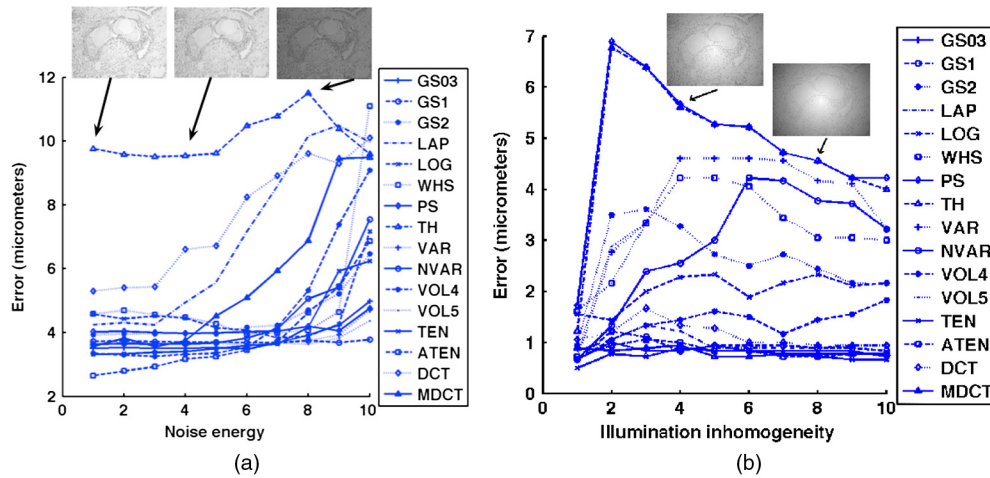 12
10
8
6
4
2
0 2 4 6 8 10
Error (micrometers)
Noise energy
GS03
GS1
GS2
LAP
LOG
WHS
PS
TH
VAR
NVAR
VOL4
VOL5
TEN
ATEN
DCT
MDCT
(a)
7
6
5
4
3
2
1
0
0 2 4 6 8 10
Error (micrometers)
Illumination inhomogeneity
GS03
GS1
GS2
LAP
LOG
WHS
PS
TH
VAR
NVAR
VOL4
VOL5
TEN
ATEN
DCT
MDCT
(b)